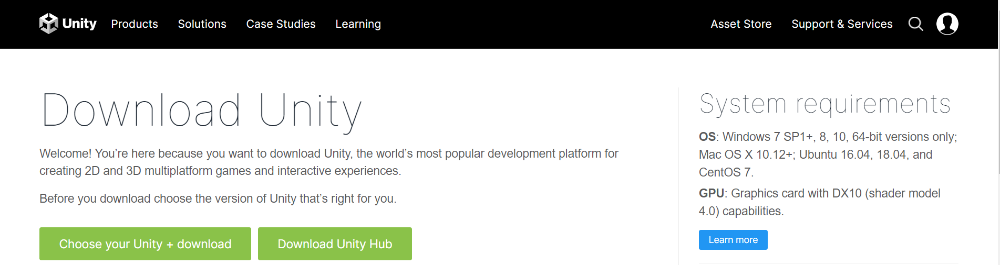 Unity Products Solutions Case Studies Learning Asset Store Support & Services
Download Unity
Welcome! You’re here because you want to download Unity, the world’s most popular development platform for
creating 2D and 3D multiplatform games and interactive experiences.
Before you download choose the version of Unity that’s right for you.
Choose your Unity + download
Download Unity Hub
System requirements
OS: Windows 7 SP1+, 8, 10, 64-bit versions only;
Mac OS X 10.12+; Ubuntu 16.04, 18.04, and
CentOS 7.
GPU: Graphics card with DX10 (shader model
4.0) capabilities.
Learn more